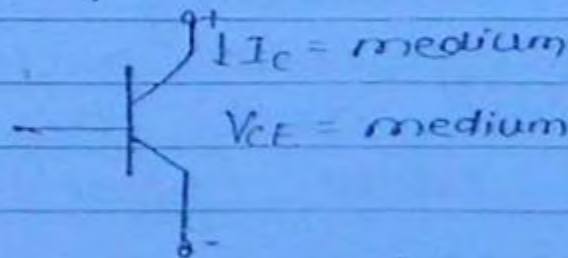 +
↓ I_C = medium
V_CE = medium
-